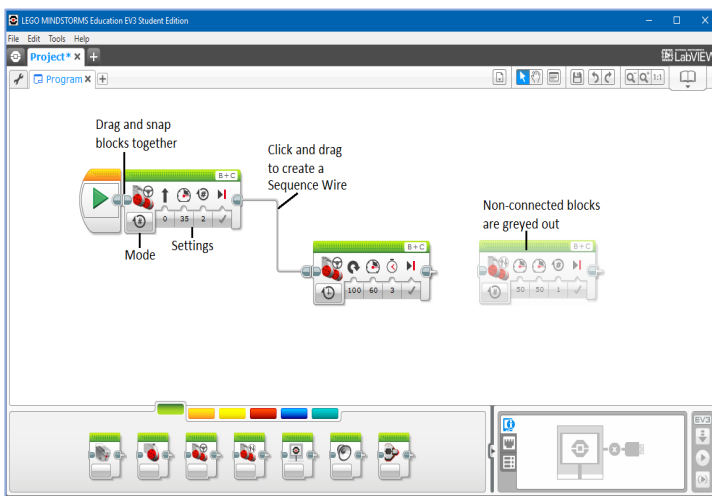 LEGO MINDSTORMS Education EV3 Student Edition
File Edit Tools Help
Project* × +
LabVIEW
Program × +
1:1
Drag and snap
blocks together
Click and drag
to create a
Sequence Wire
Non-connected blocks
are greyed out
B+C
0 35 2
Mode
Settings
B+C
100 60 3
B+C
50 50 1
EV3